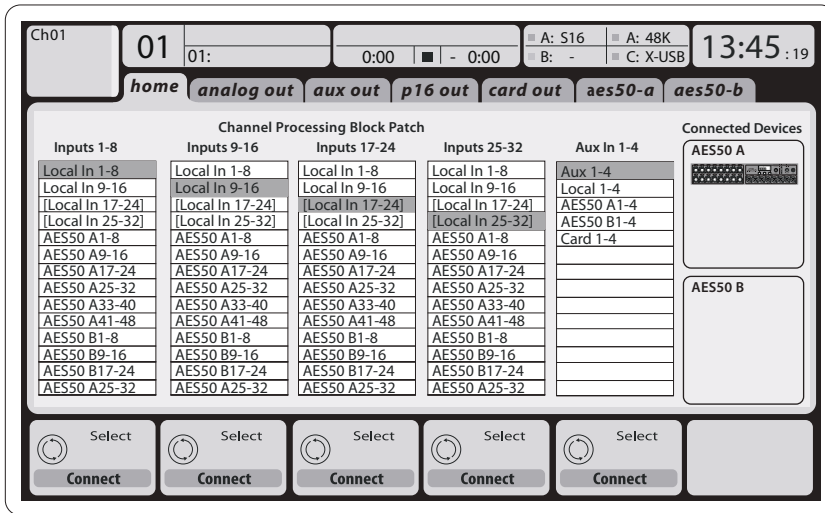 Ch01
01
01:
0:00 - 0:00
A: S16
B: -
A: 48K
C: X-USB
13:45 :19
home analog out aux out p16 out card out aes50-a aes50-b
Channel Processing Block Patch
Connected Devices
Inputs 1-8 Inputs 9-16 Inputs 17-24 Inputs 25-32 Aux In 1-4
AES50 A
Local In 1-8 Local In 1-8 Local In 1-8 Local In 1-8 Aux 1-4
Local In 9-16 Local In 9-16 Local In 9-16 Local In 9-16 Local 1-4
[Local In 17-24] [Local In 17-24] [Local In 17-24] [Local In 17-24] AES50 A1-4
[Local In 25-32] [Local In 25-32] [Local In 25-32] [Local In 25-32] AES50 B1-4
AES50 A1-8 AES50 A1-8 AES50 A1-8 AES50 A1-8 Card 1-4
AES50 A9-16 AES50 A9-16 AES50 A9-16 AES50 A9-16
AES50 A17-24 AES50 A17-24 AES50 A17-24 AES50 A17-24
AES50 A25-32 AES50 A25-32 AES50 A25-32 AES50 A25-32
AES50 B
AES50 A33-40 AES50 A33-40 AES50 A33-40 AES50 A33-40
AES50 A41-48 AES50 A41-48 AES50 A41-48 AES50 A41-48
AES50 B1-8 AES50 B1-8 AES50 B1-8 AES50 B1-8
AES50 B9-16 AES50 B9-16 AES50 B9-16 AES50 B9-16
AES50 B17-24 AES50 B17-24 AES50 B17-24 AES50 B17-24
AES50 A25-32 AES50 A25-32 AES50 A25-32 AES50 A25-32
Select Select Select Select Select
Connect Connect Connect Connect Connect